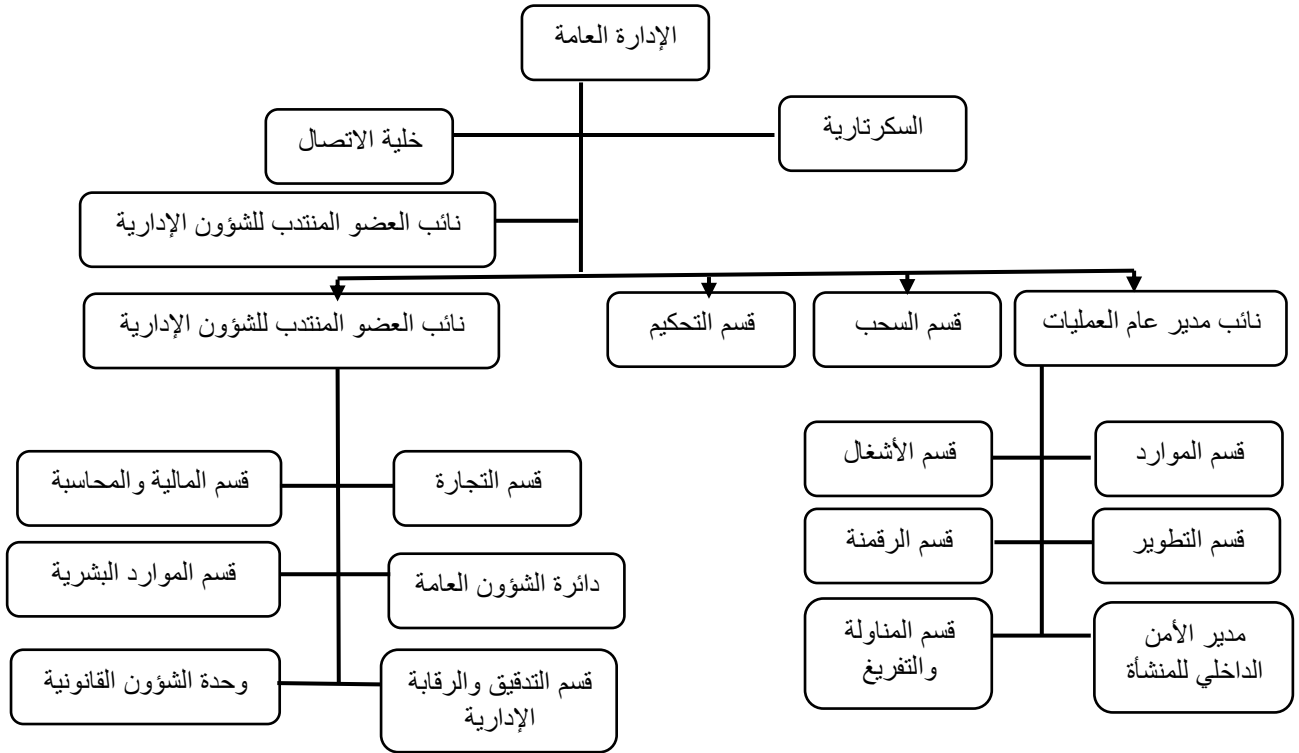 الإدارة العامة
السكرتارية
خلية الاتصال
نائب العضو المنتدب للشؤون الإدارية
نائب مدير عام العمليات
قسم السحب
قسم التحكيم
نائب العضو المنتدب للشؤون الإدارية
قسم الموارد
قسم الأشغال
قسم التجارة
قسم المالية والمحاسبة
قسم التطوير
قسم الرقمنة
دائرة الشؤون العامة
قسم الموارد البشرية
مدير الأمن
الداخلي للمنشأة
قسم المناولة
والتفريغ
قسم التدقيق والرقابة
الإدارية
وحدة الشؤون القانونية